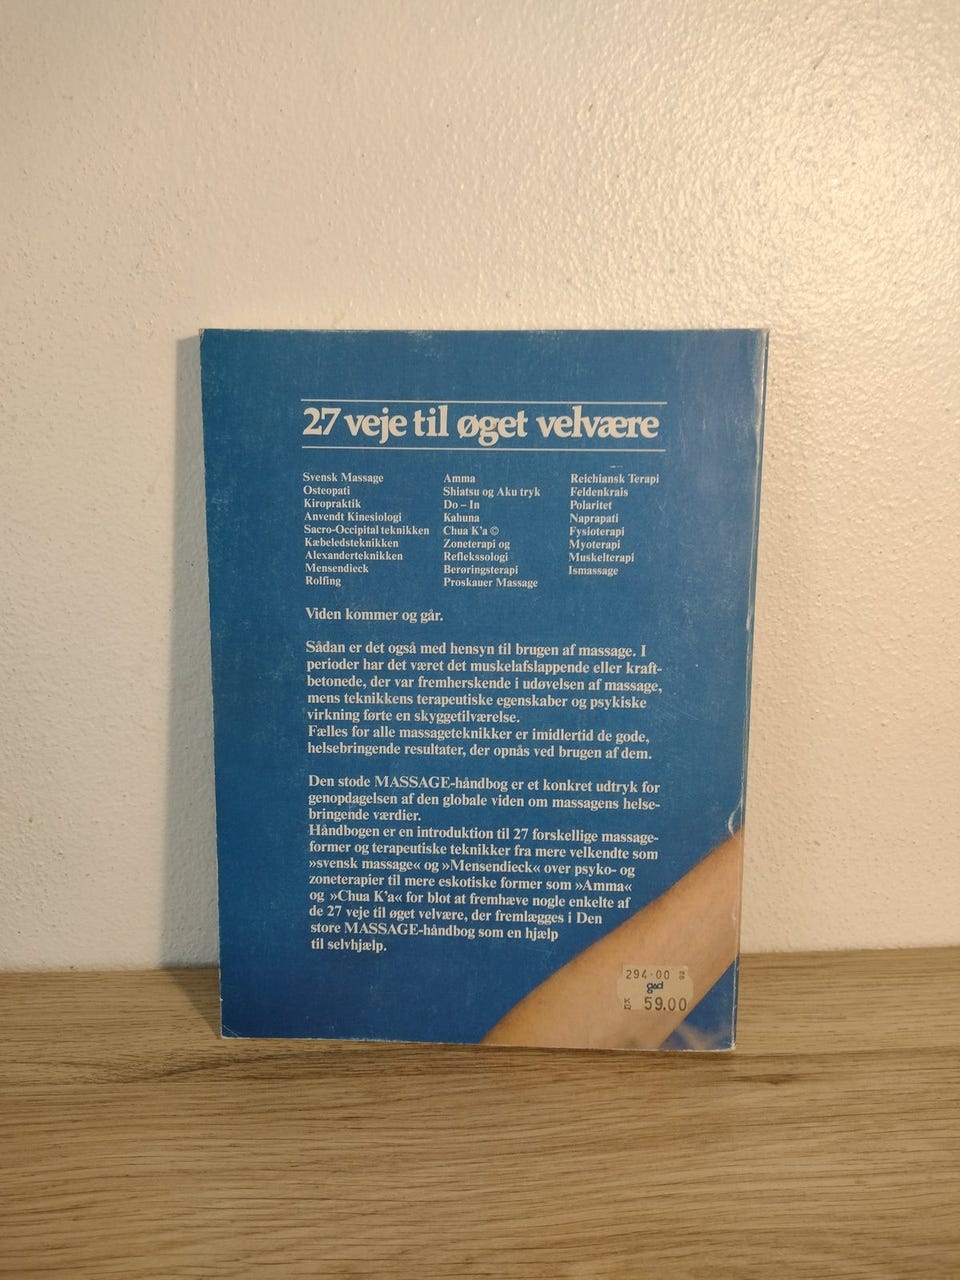 27 veje til øget velvære
Svensk Massage
Osteopati
Kiropraktik
Anvendt Kinesiologi
Sacro-Occipital teknikken
Kæbeledsteknikken
Alexanderteknikken
Mensendieck
Rolfing
Amma
Shiatsu og Aku tryk
Do – In
Kahuna
Chua K'a ©
Zoneterapi og
Reflekssologi
Berøringsterapi
Proskauer Massage
Reichiansk Terapi
Feldenkrais
Polaritet
Naprapati
Fysioterapi
Myoterapi
Muskelterapi
Ismassage
Viden kommer og går.
Sådan er det også med hensyn til brugen af massage. I
perioder har det været det muskelafslappende eller kraft-
betonede, der var fremherskende i udøvelsen af massage,
mens teknikkens terapeutiske egenskaber og psykiske
virkning førte en skyggetilværelse.
Fælles for alle massageteknikker er imidlertid de gode,
helsebringende resultater, der opnås ved brugen af dem.
Den stode MASSAGE-håndbog er et konkret udtryk for
genopdagelsen af den globale viden om massagens helse-
bringende værdier.
Håndbogen er en introduktion til 27 forskellige massage-
former og terapeutiske teknikker fra mere velkendte som
»svensk massage« og »Mensendieck« over psyko- og
zoneterapier til mere eskotiske former som »Amma«
og »Chua K'a« for blot at fremhæve nogle enkelte af
de 27 veje til øget velvære, der fremlægges i Den
store MASSAGE-håndbog som en hjælp
til selvhjælp.
294.00
gad
59.00